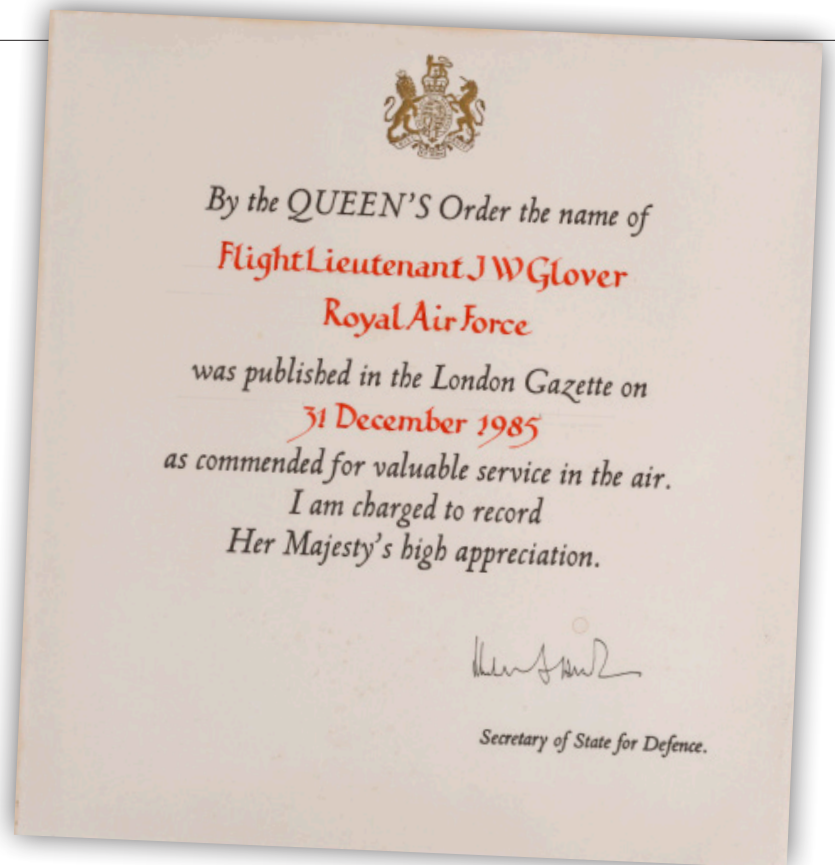 By the QUEEN'S Order the name of
Flight Lieutenant J W Glover
Royal Air Force
was published in the London Gazette on
31 December 1985
as commended for valuable service in the air.
I am charged to record
Her Majesty's high appreciation.
Secretary of State for Defence.